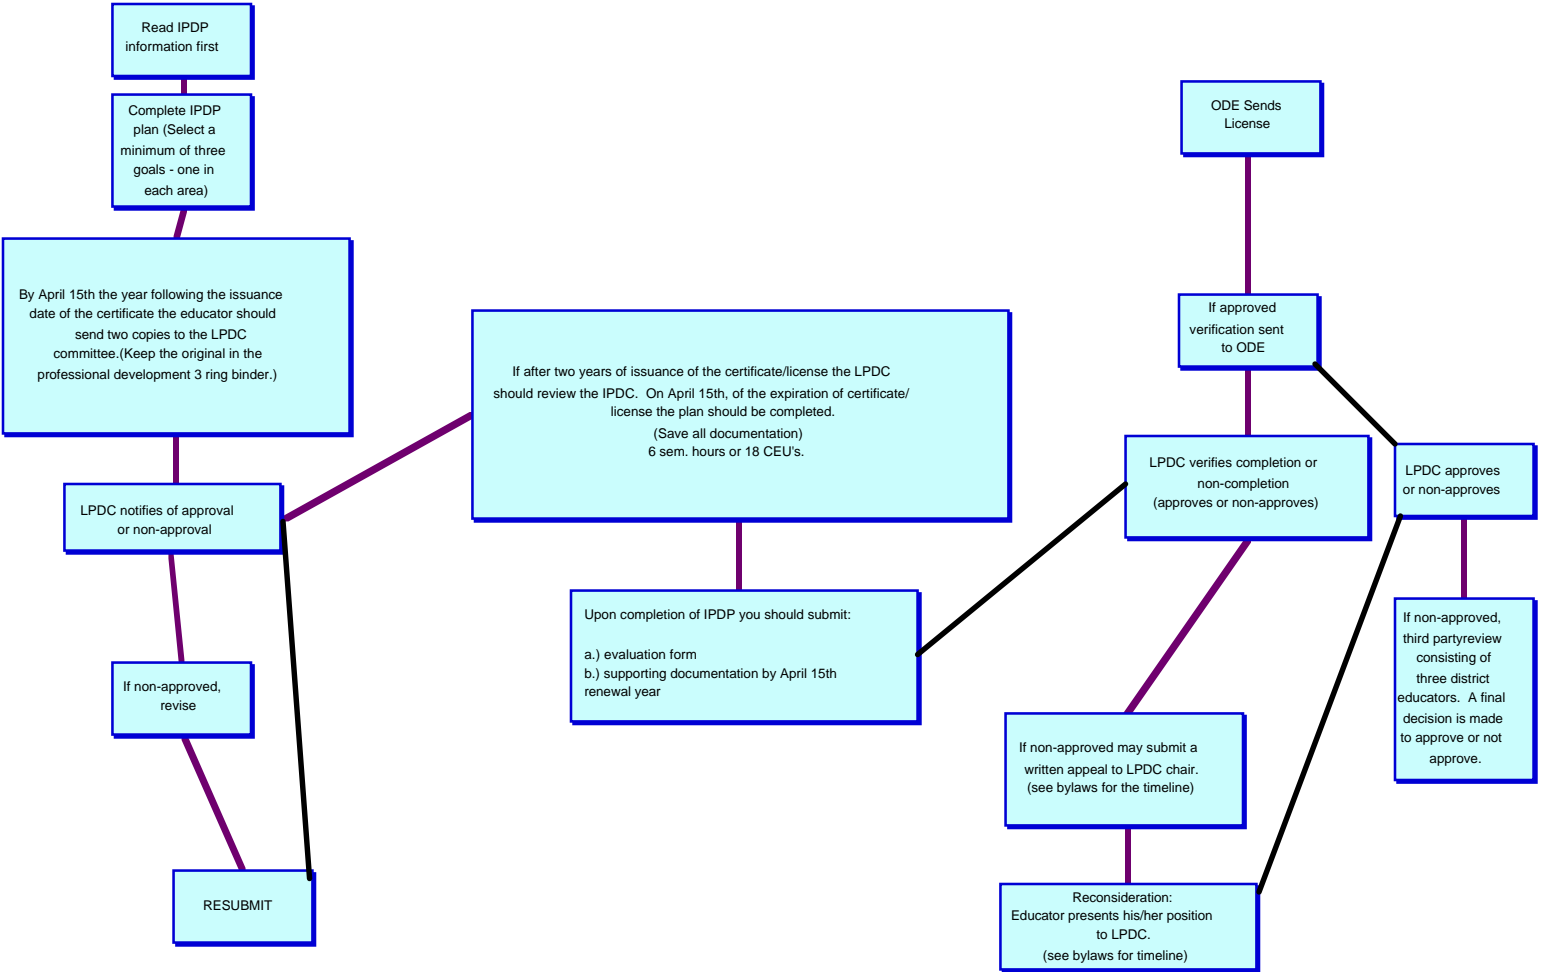 Read IPDP
information first
Complete IPDP
plan (Select a
minimum of three
goals - one in
each area)
By April 15th the year following the issuance
date of the certificate the educator should
send two copies to the LPDC
committee.(Keep the original in the
professional development 3 ring binder.)
LPDC notifies of approval
or non-approval
If non-approved,
revise
RESUBMIT
If after two years of issuance of the certificate/license the LPDC
should review the IPDC.  On April 15th, of the expiration of certificate/
license the plan should be completed.
(Save all documentation)
6 sem. hours or 18 CEU's.
Upon completion of IPDP you should submit:
a.) evaluation form
b.) supporting documentation by April 15th
renewal year
ODE Sends
License
If approved
verification sent
to ODE
LPDC verifies completion or
non-completion
(approves or non-approves)
If non-approved may submit a
written appeal to LPDC chair.
(see bylaws for the timeline)
Reconsideration:
Educator presents his/her position
to LPDC.
(see bylaws for timeline)
LPDC approves
or non-approves
If non-approved,
third partyreview
consisting of
three district
educators.  A final
decision is made
to approve or not
approve.